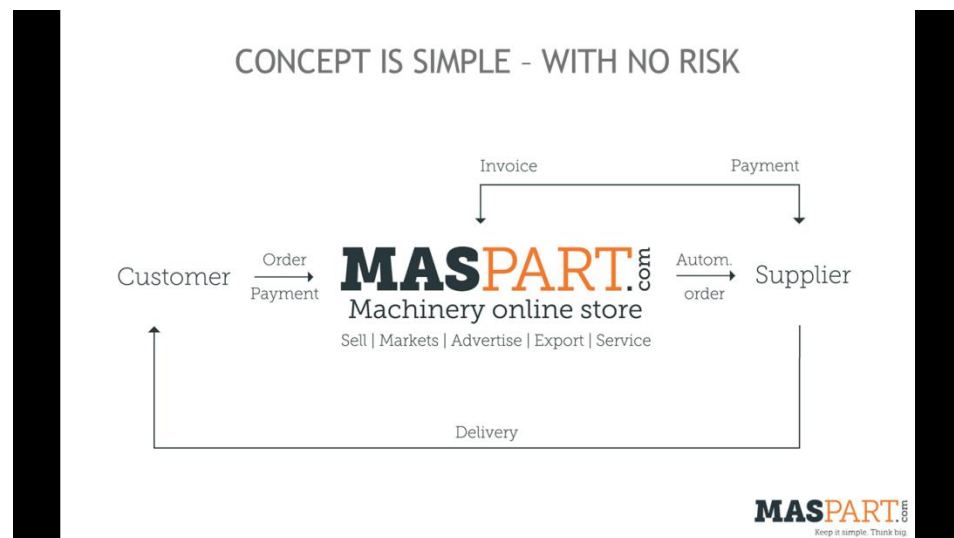 CONCEPT IS SIMPLE - WITH NO RISK
Invoice
Payment
Customer
Order
Payment
MASPART.com
Machinery online store
Sell | Markets | Advertise | Export | Service
Autom.
order
Supplier
Delivery
MASPART.com
Keep it simple. Think big.